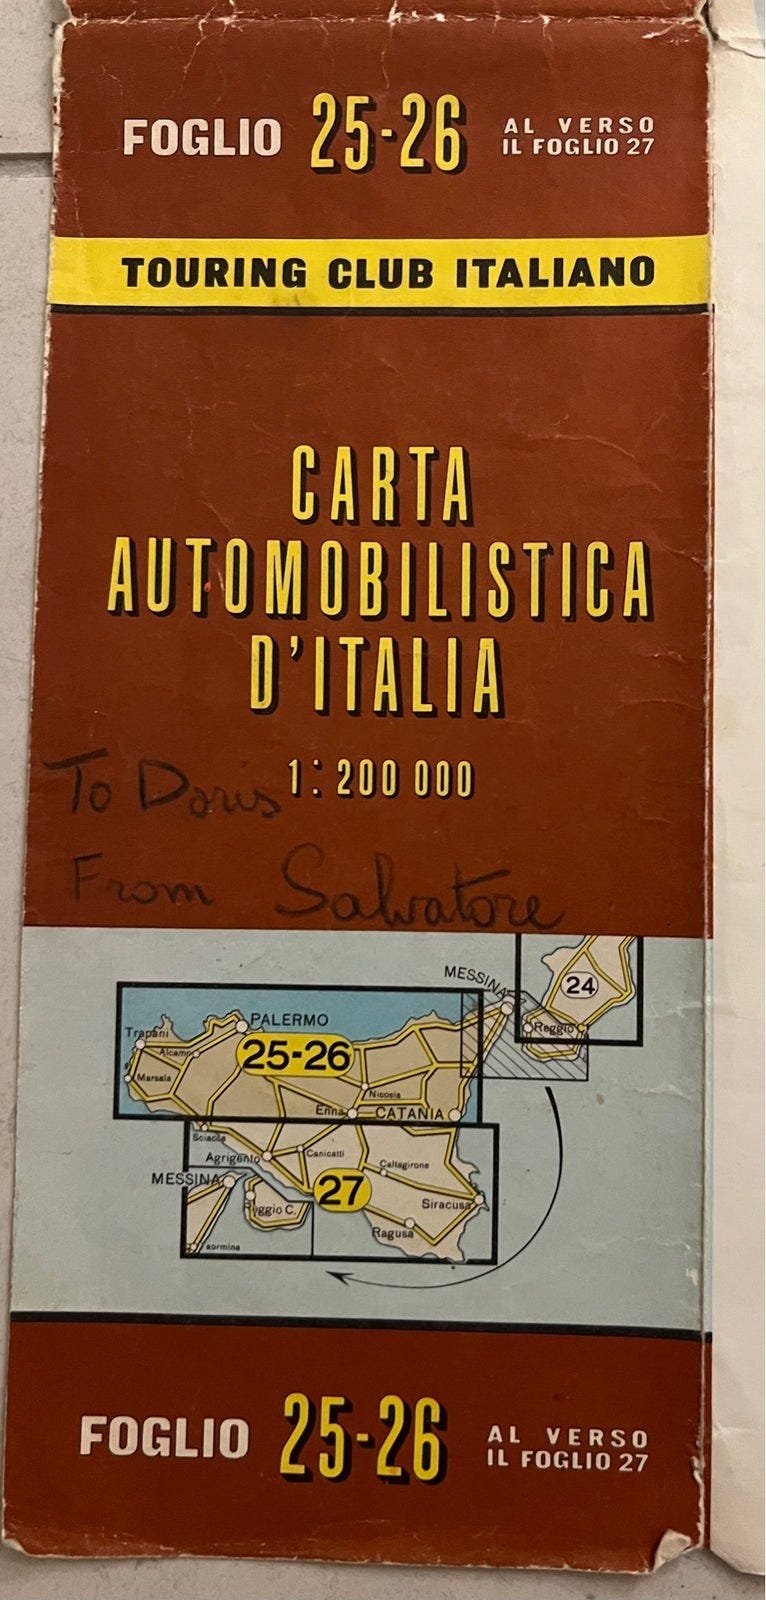 FOGLIO 25-26 AL VERSO
IL FOGLIO 27
TOURING CLUB ITALIANO
CARTA
AUTOMOBILISTICA
D'ITALIA
1:200 000
To Doris
From Salvatore
MESSINA
24
Reggio C.
PALERMO
Trapani
Alcamo
25-26
Marsala
Nicosia
Enna
CATANIA
Sciacca
Agrigento
Canicatti
Caltagirone
MESSINA
27
Reggio C.
Siracusa
Ragusa
Taormina
FOGLIO 25-26 AL VERSO
IL FOGLIO 27